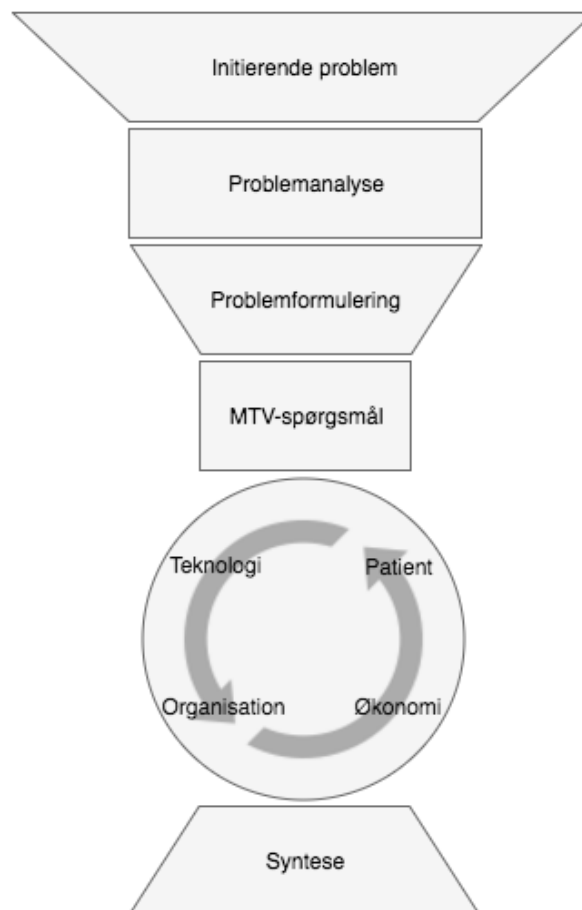 Initierende problem
Problemanalyse
Problemformulering
MTV-spørgsmål
Teknologi
Patient
Organisation
Økonomi
Syntese